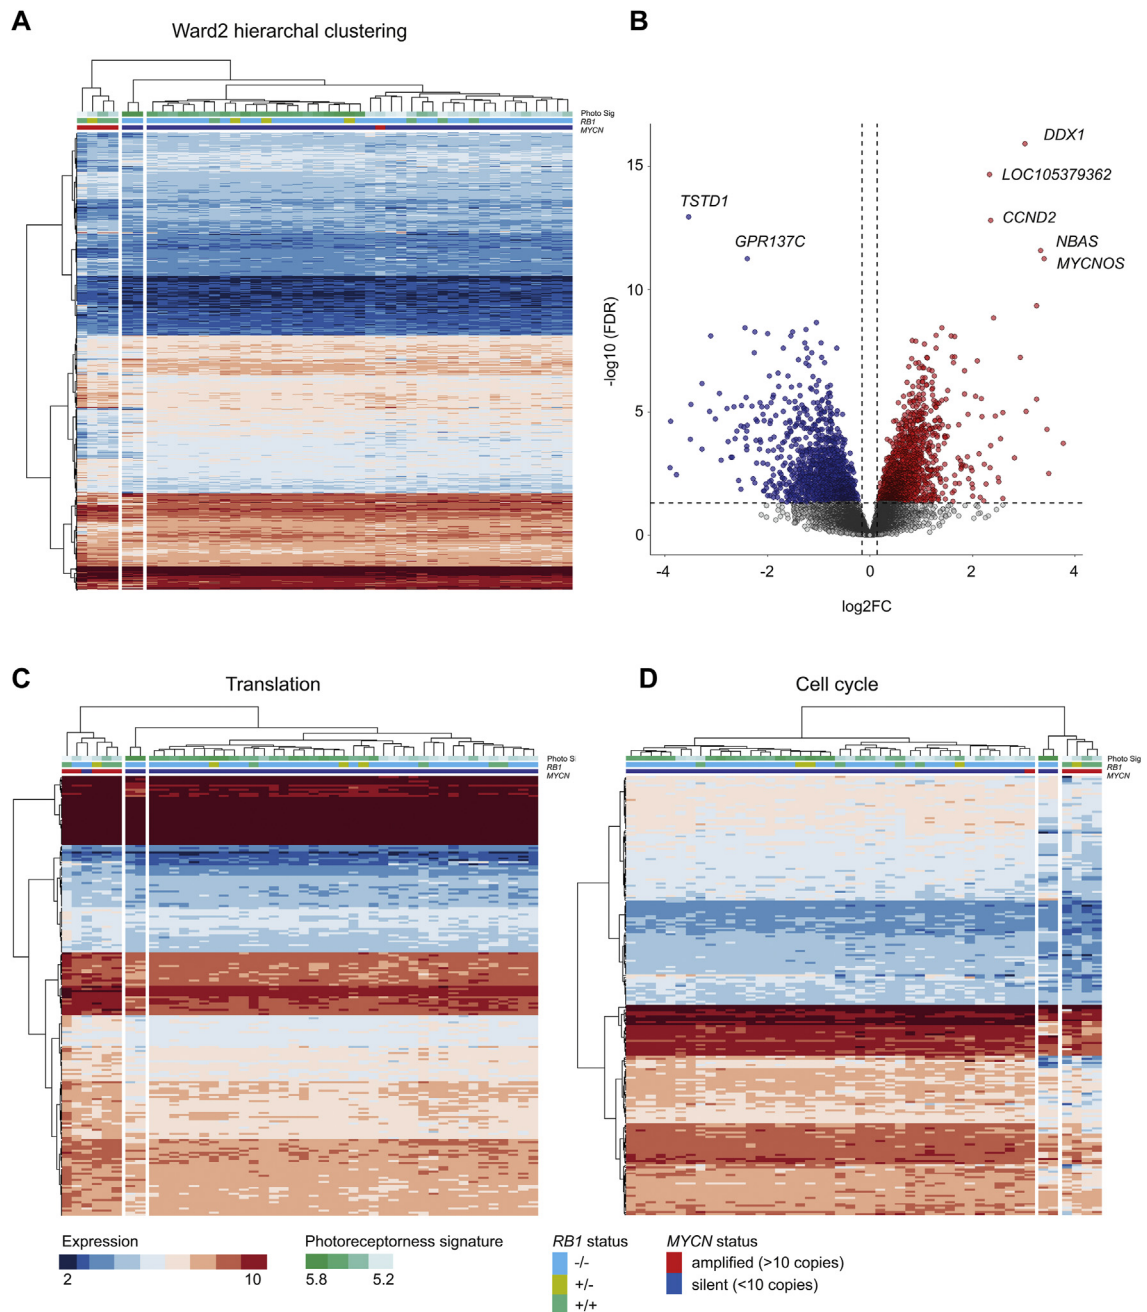 A
Ward2 hierarchal clustering
Photo Sig
RB1
MYCN
B
DDX1
LOC105379362
CCND2
NBAS
MYCNOS
TSTD1
GPR137C
15
10
5
0
-log10 (FDR)
-4
-2
0
2
4
log2FC
C
Translation
Photo Si
RB1
MYCN
D
Cell cycle
Photo Sig
RB1
MYCN
Expression
2
10
Photoreceptorness signature
5.8
5.2
RB1 status
-/-
+/-
+/+
MYCN status
amplified (>10 copies)
silent (<10 copies)